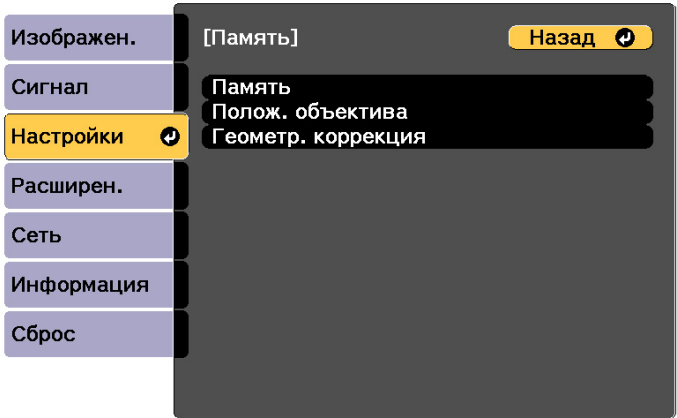 Изображен.
Сигнал
Настройки
Расширен.
Сеть
Информация
Сброс
[Память]
Назад
Память
Полож. объектива
Геометр. коррекция